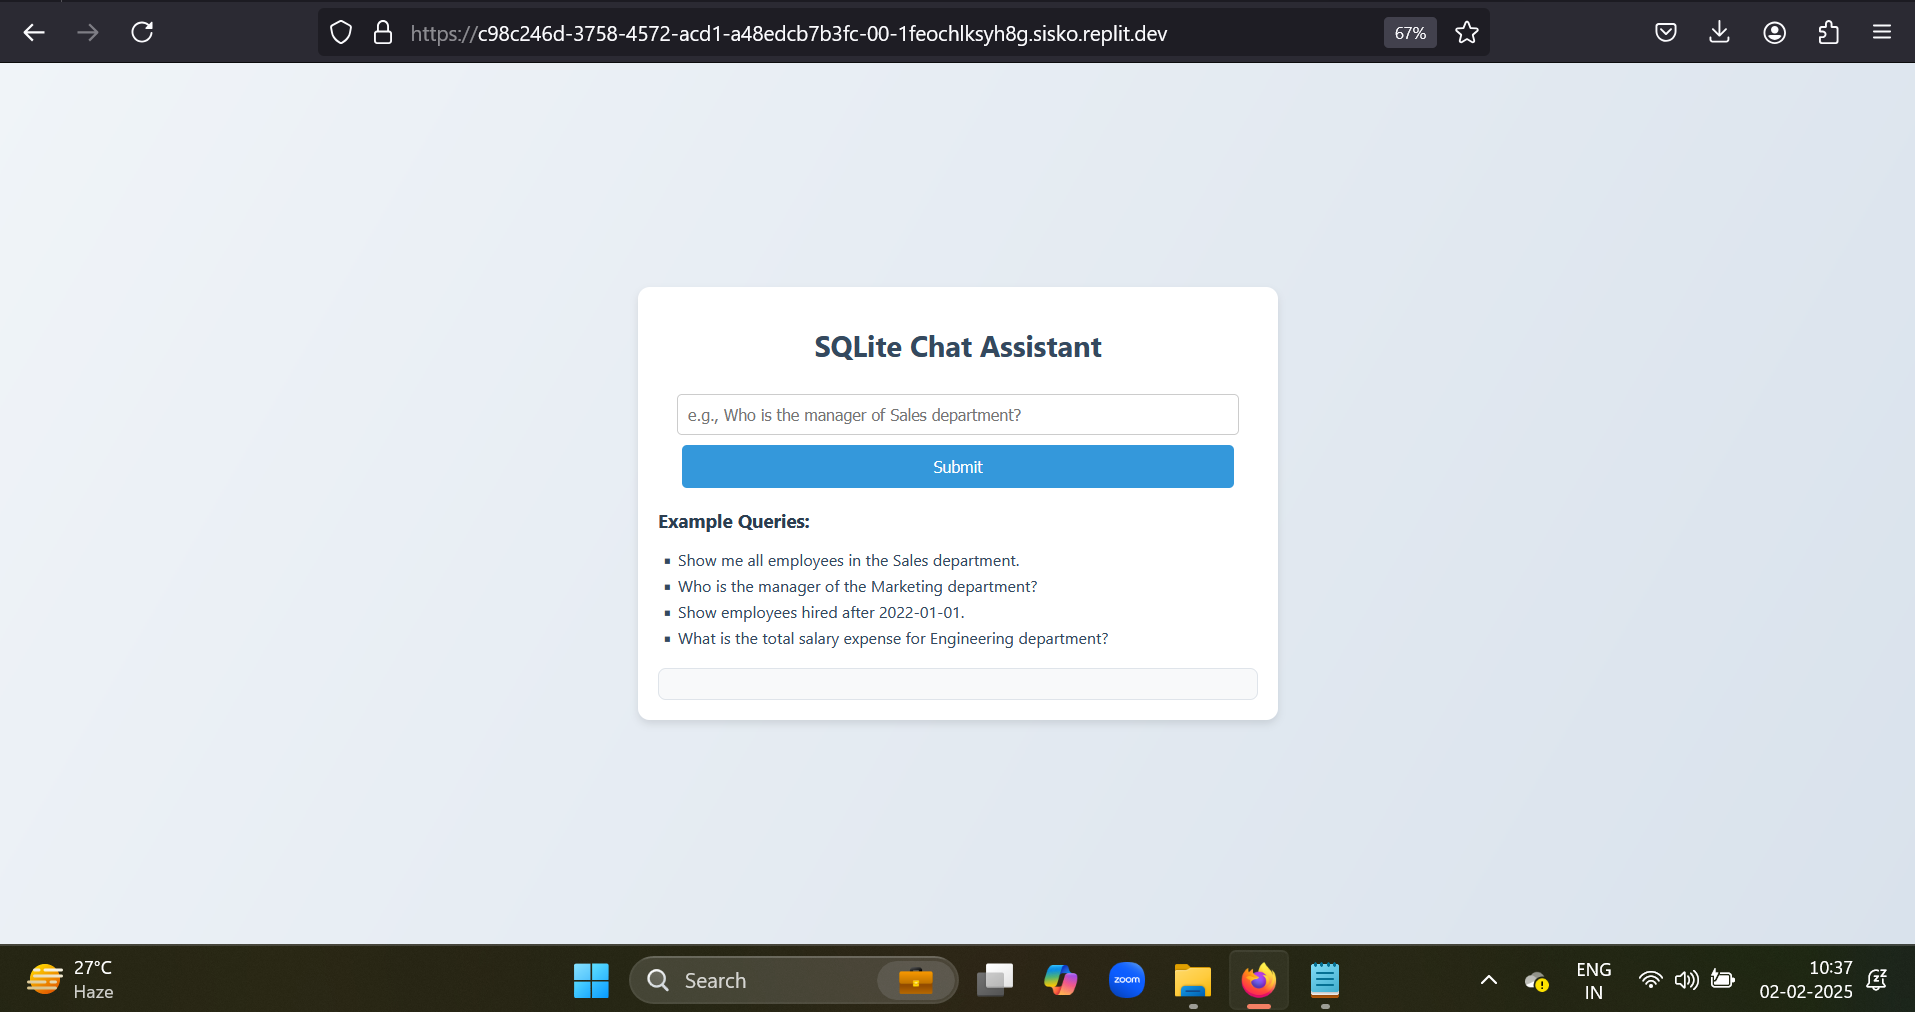 https://c98c246d-3758-4572-acd1-a48edcb7b3fc-00-1feochlksyh8g.sisko.replit.dev
67%
SQLite Chat Assistant
e.g., Who is the manager of Sales department?
Submit
Example Queries:
Show me all employees in the Sales department.
Who is the manager of the Marketing department?
Show employees hired after 2022-01-01.
What is the total salary expense for Engineering department?
27°C
Haze
Search
zoom
ENG
IN
10:37
02-02-2025